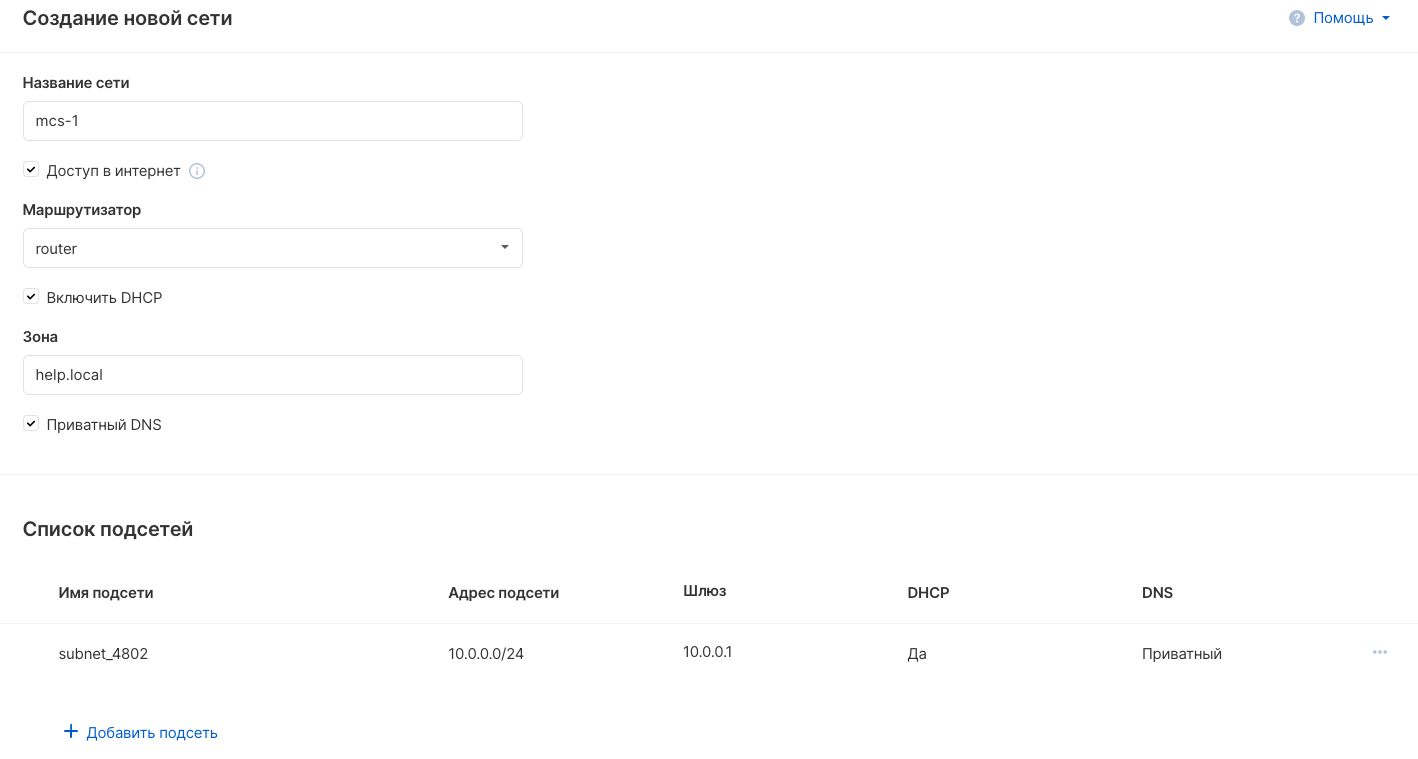 Создание новой сети
? Помощь
Название сети
mcs-1
Доступ в интернет
Маршрутизатор
router
Включить DHCP
Зона
help.local
Приватный DNS
Список подсетей
Имя подсети Адрес подсети Шлюз DHCP DNS
subnet_4802 10.0.0.0/24 10.0.0.1 Да Приватный
Добавить подсеть